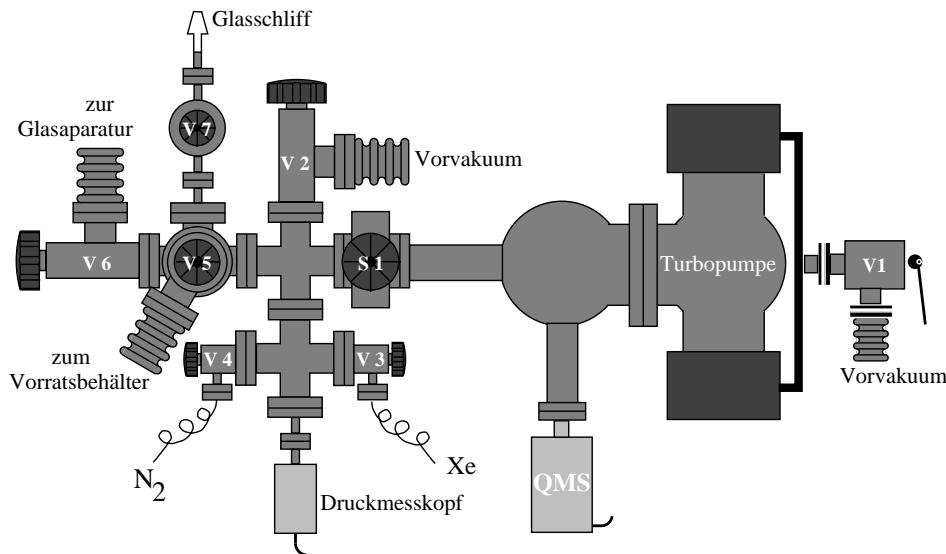 Glasschliff
zur
Glasaparatur
V 7
V 2
Vorvakuum
V 6
V 5
S 1
Turbopumpe
V1
zum
Vorratsbehälter
V 4
V 3
Vorvakuum
N2
Xe
Druckmesskopf
QMS